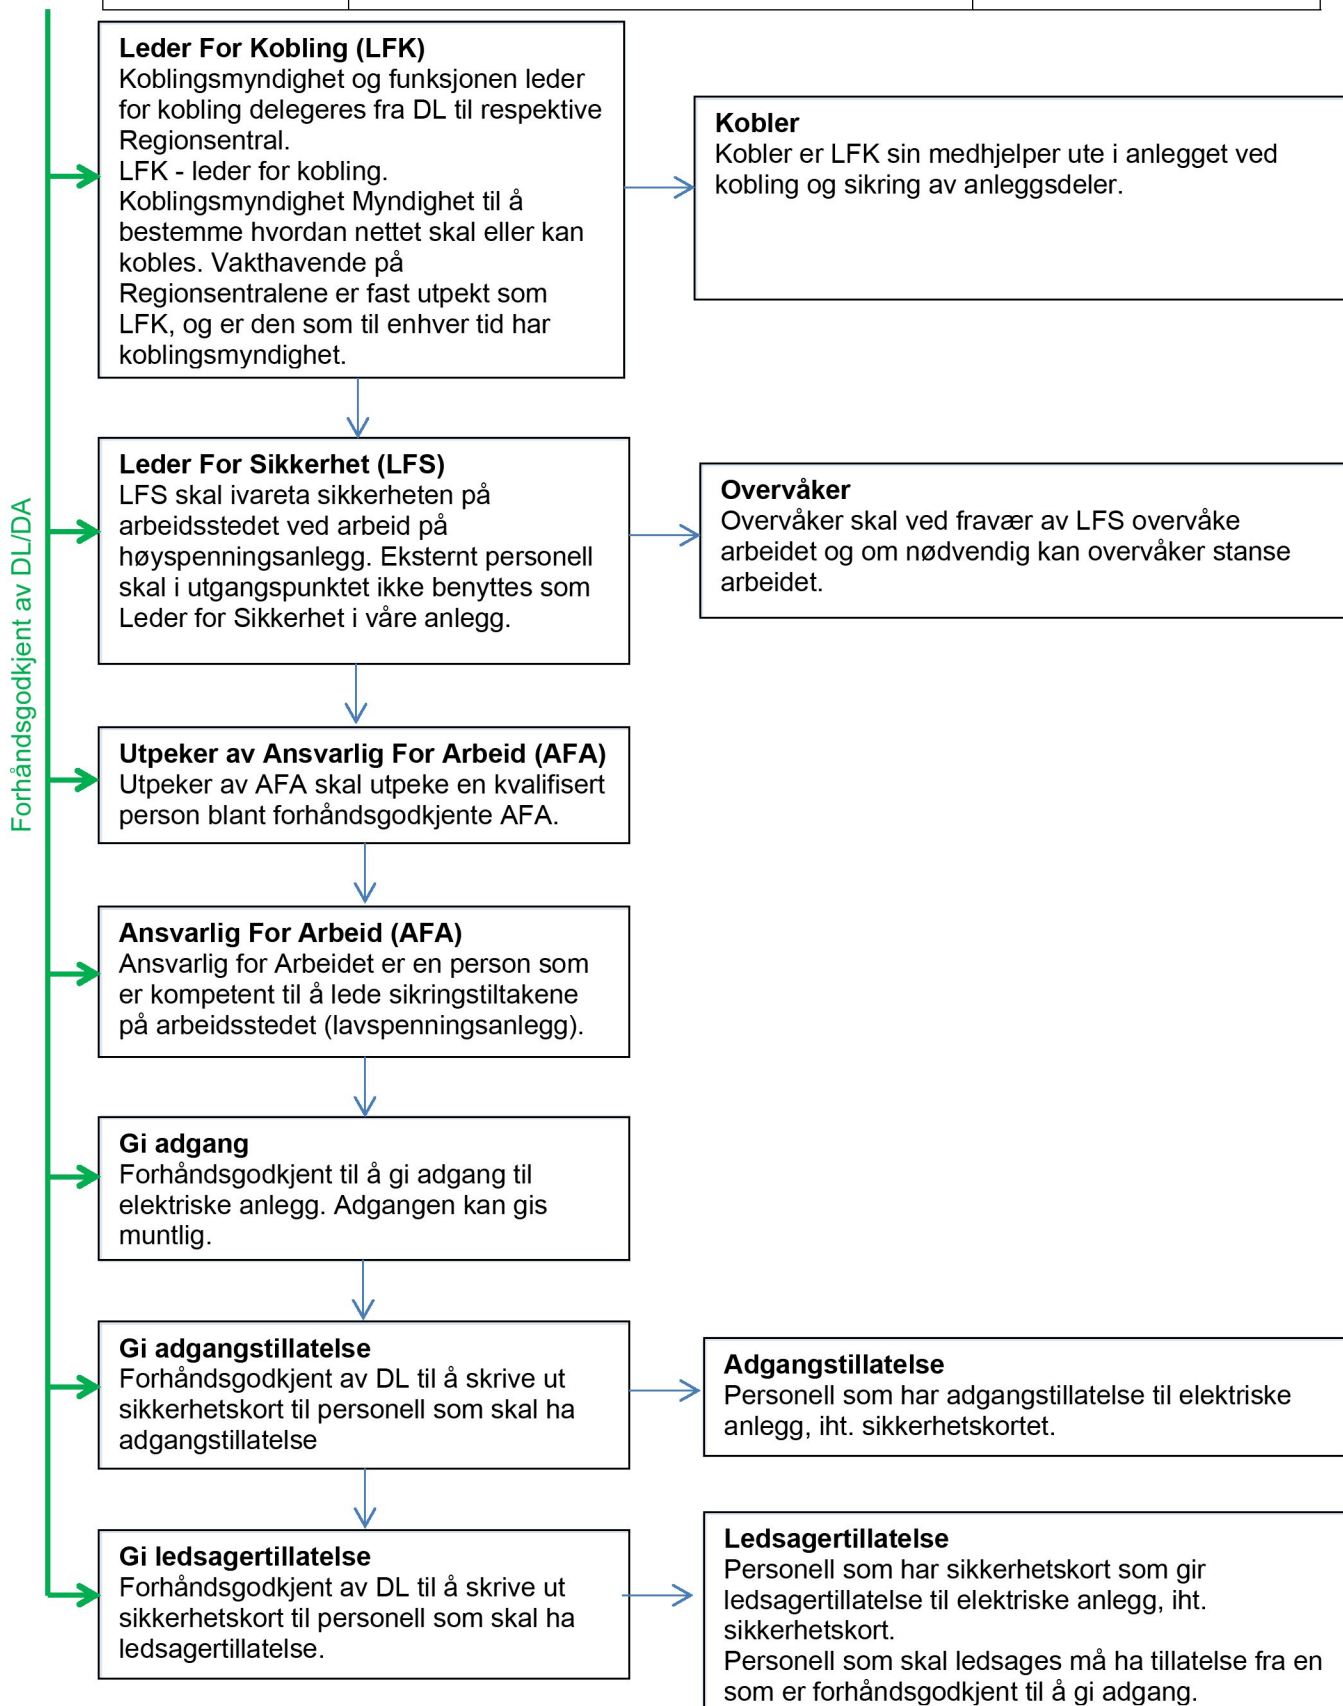 Forhåndsgodkjent av DL/DA
Leder For Kobling (LFK)
Koblingsmyndighet og funksjonen leder
for kobling delegeres fra DL til respektive
Regionsentral.
LFK - leder for kobling.
Koblingsmyndighet Myndighet til å
bestemme hvordan nettet skal eller kan
kobles. Vakthavende på
Regionsentralene er fast utpekt som
LFK, og er den som til enhver tid har
koblingsmyndighet.
Kobler
Kobler er LFK sin medhjelper ute i anlegget ved
kobling og sikring av anleggsdeler.
Leder For Sikkerhet (LFS)
LFS skal ivareta sikkerheten på
arbeidsstedet ved arbeid på
høyspenningsanlegg. Eksternt personell
skal i utgangspunktet ikke benyttes som
Leder for Sikkerhet i våre anlegg.
Overvåker
Overvåker skal ved fravær av LFS overvåke
arbeidet og om nødvendig kan overvåker stanse
arbeidet.
Utpeker av Ansvarlig For Arbeid (AFA)
Utpeker av AFA skal utpeke en kvalifisert
person blant forhåndsgodkjente AFA.
Ansvarlig For Arbeid (AFA)
Ansvarlig for Arbeidet er en person som
er kompetent til å lede sikringstiltakene
på arbeidsstedet (lavspenningsanlegg).
Gi adgang
Forhåndsgodkjent til å gi adgang til
elektriske anlegg. Adgangen kan gis
muntlig.
Gi adgangstillatelse
Forhåndsgodkjent av DL til å skrive ut
sikkerhetskort til personell som skal ha
adgangstillatelse
Adgangstillatelse
Personell som har adgangstillatelse til elektriske
anlegg, iht. sikkerhetskortet.
Gi ledsagertillatelse
Forhåndsgodkjent av DL til å skrive ut
sikkerhetskort til personell som skal ha
ledsagertillatelse.
Ledsagertillatelse
Personell som har sikkerhetskort som gir
ledsagertillatelse til elektriske anlegg, iht.
sikkerhetskort.
Personell som skal ledsages må ha tillatelse fra en
som er forhåndsgodkjent til å gi adgang.